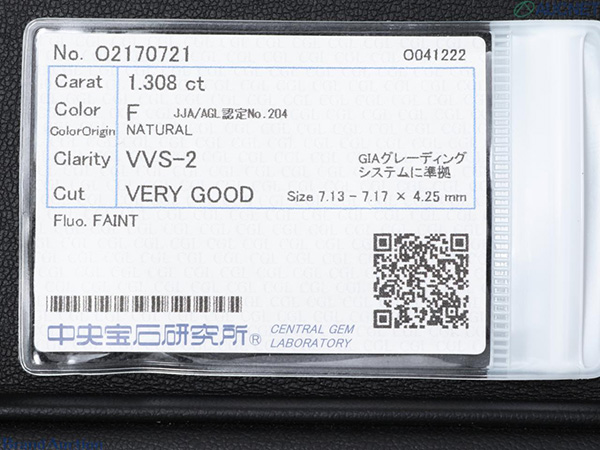 No. O2170721 O041222
Carat 1.308 ct
Color F JJA/AGL認定No.204
ColorOrigin NATURAL
Clarity VVS-2 GIAグレーディング
システムに準拠
Cut VERY GOOD Size 7.13 - 7.17 × 4.25 mm
Fluo. FAINT
中央宝石研究所® CENTRAL GEM
LABORATORY